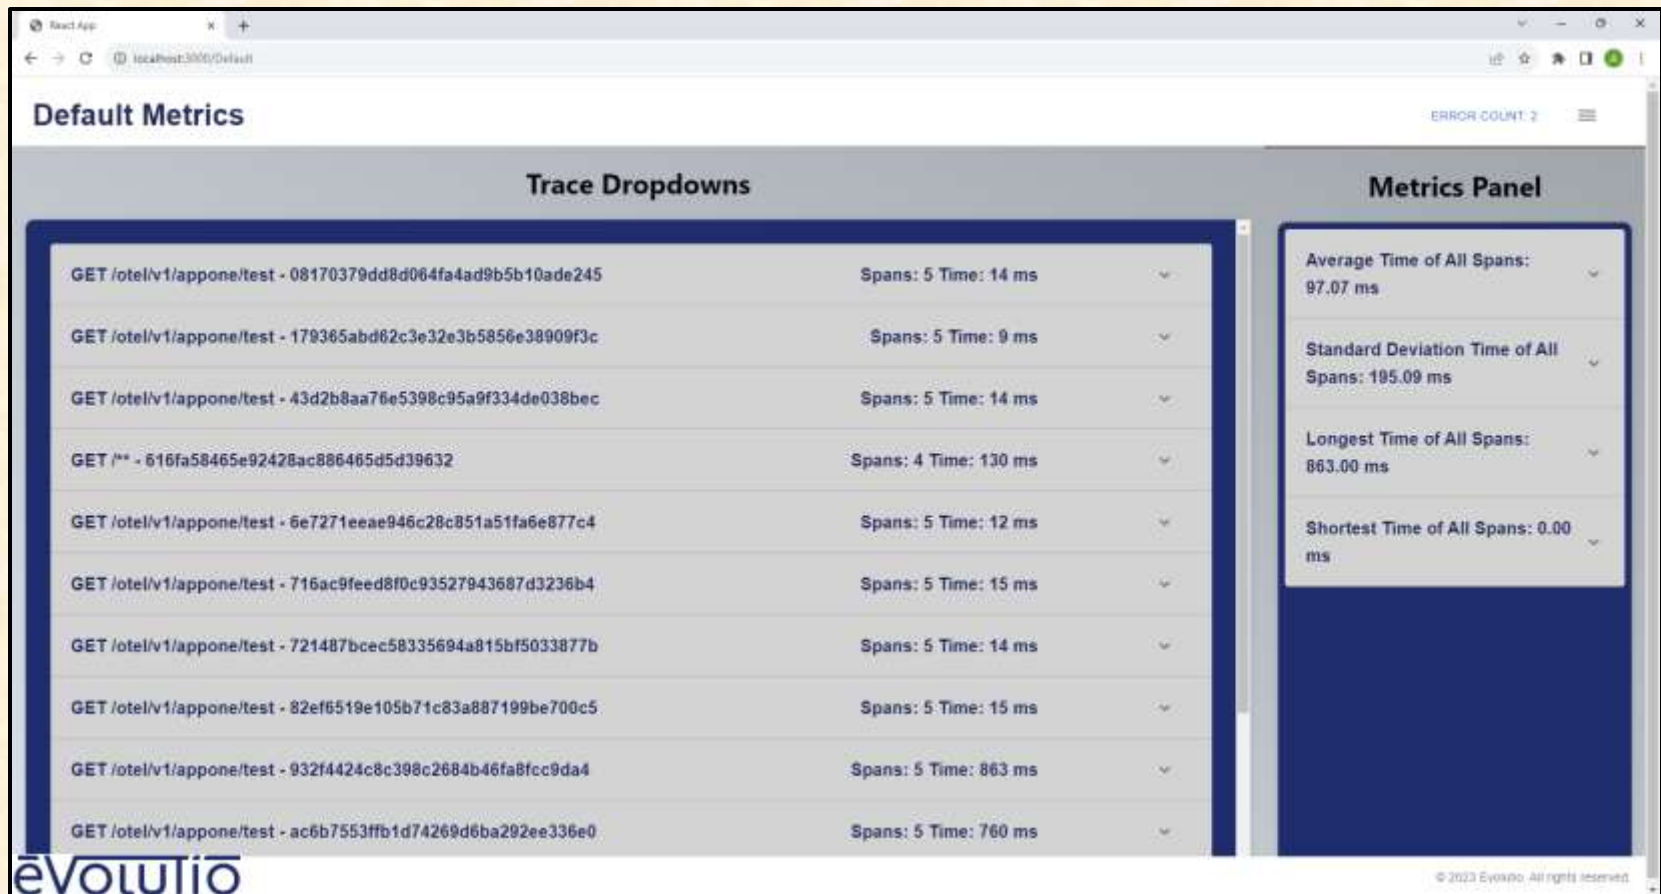 React App
localhost:3000/Default
Default Metrics
ERROR COUNT: 2
Trace Dropdowns
Metrics Panel
GET /otel/v1/appone/test - 08170379dd8d064fa4ad9b5b10ade245 Spans: 5 Time: 14 ms
GET /otel/v1/appone/test - 179365abd62c3e32e3b5856e38909f3c Spans: 5 Time: 9 ms
GET /otel/v1/appone/test - 43d2b8aa76e5398c95a9f334de038bec Spans: 5 Time: 14 ms
GET /** - 616fa58465e92428ac886465d5d39632 Spans: 4 Time: 130 ms
GET /otel/v1/appone/test - 6e7271eeae946c28c851a51fa6e877c4 Spans: 5 Time: 12 ms
GET /otel/v1/appone/test - 716ac9feed8f0c93527943687d3236b4 Spans: 5 Time: 15 ms
GET /otel/v1/appone/test - 721487bcec58335694a815bf5033877b Spans: 5 Time: 14 ms
GET /otel/v1/appone/test - 82ef6519e105b71c83a887199be700c5 Spans: 5 Time: 15 ms
GET /otel/v1/appone/test - 932f4424c8c398c2684b46fa8fcc9da4 Spans: 5 Time: 863 ms
GET /otel/v1/appone/test - ac6b7553ffb1d74269d6ba292ee336e0 Spans: 5 Time: 760 ms
Average Time of All Spans:
97.07 ms
Standard Deviation Time of All
Spans: 195.09 ms
Longest Time of All Spans:
863.00 ms
Shortest Time of All Spans: 0.00
ms
ēVolutiō
© 2023 Evolutio. All rights reserved.